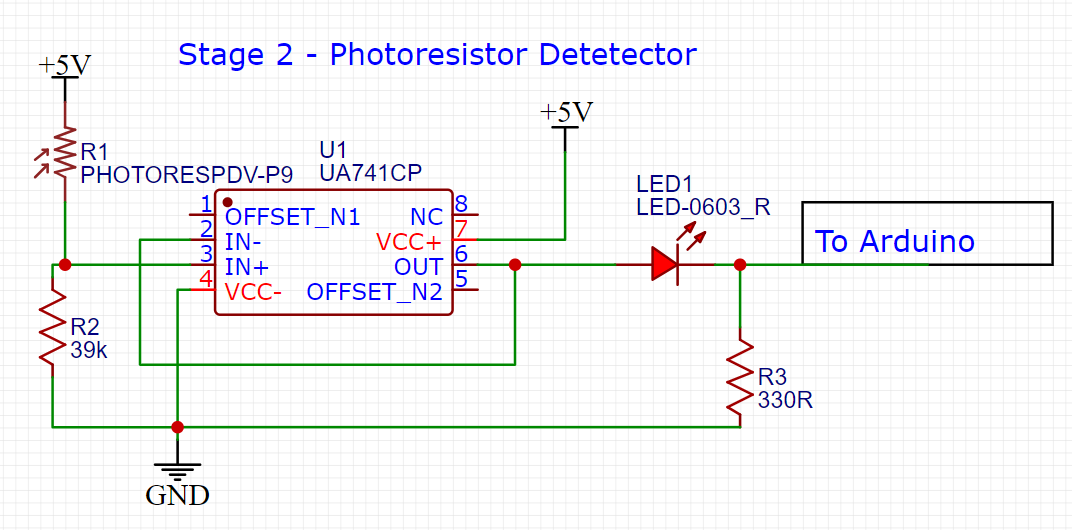 Stage 2 - Photoresistor Detetector
+5V
R1
PHOTORESPDV-P9
U1
UA741CP
+5V
LED1
LED-0603_R
1
OFFSET_N1
NC
8
2
IN-
VCC+
7
3
IN+
OUT
6
4
VCC-
OFFSET_N2
5
To Arduino
R2
39k
R3
330R
GND